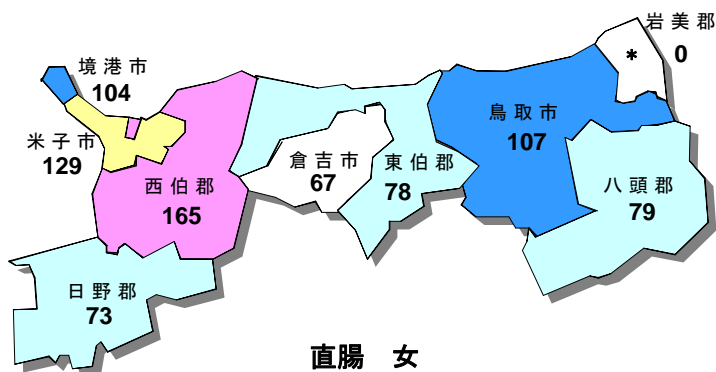 岩美郡
*
0
境港市
104
鳥取市
107
米子市
129
倉吉市
67
東伯郡
78
西伯郡
165
八頭郡
79
日野郡
73
直腸　女